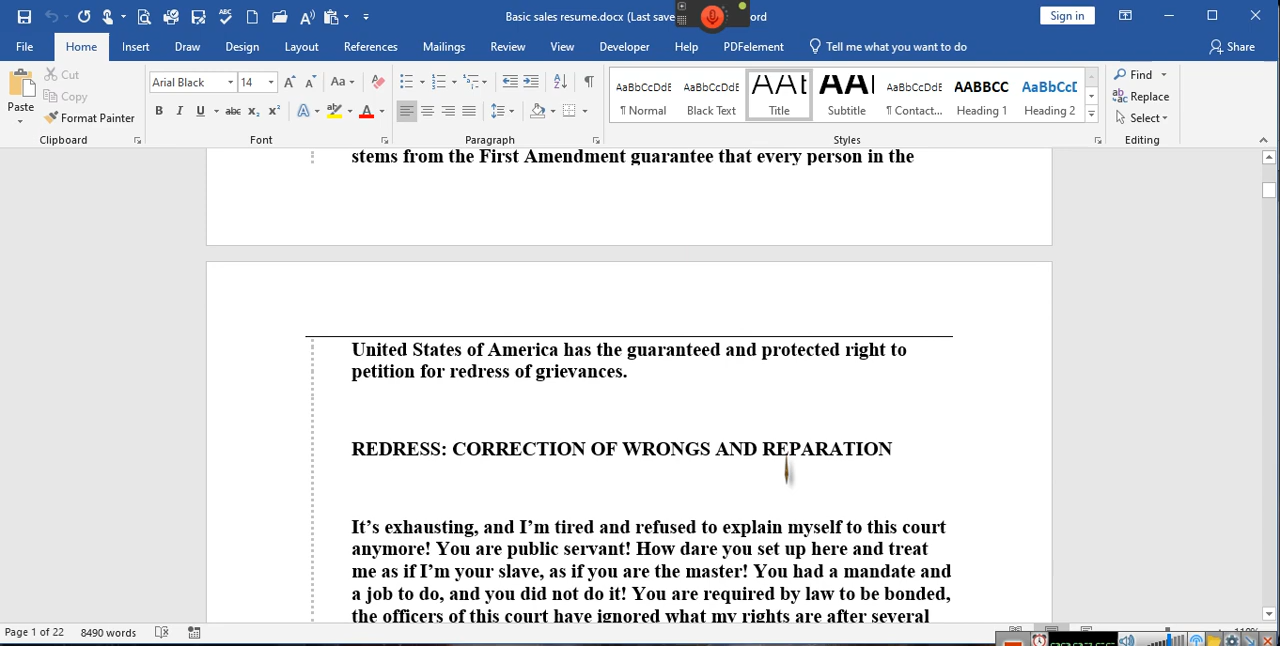 Basic sales resume.docx (Last save
ord
Sign in
File
Home
Insert
Draw
Design
Layout
References
Mailings
Review
View
Developer
Help
PDFelement
Tell me what you want to do
Share
Paste
Cut
Copy
Format Painter
Clipboard
Arial Black
14
Font
Paragraph
AaBbCcDdE
¶ Normal
AaBbCcDdE
Black Text
AAt
Title
AAI
Subtitle
AaBbCcDdE
¶ Contact...
AABBCC
Heading 1
AaBbCcD
Heading 2
Styles
Find
Replace
Select
Editing
stems from the First Amendment guarantee that every person in the
United States of America has the guaranteed and protected right to
petition for redress of grievances.
REDRESS: CORRECTION OF WRONGS AND REPARATION
It’s exhausting, and I’m tired and refused to explain myself to this court
anymore! You are public servant! How dare you set up here and treat
me as if I’m your slave, as if you are the master! You had a mandate and
a job to do, and you did not do it! You are required by law to be bonded,
the officers of this court have ignored what my rights are after several
Page 1 of 22
8490 words